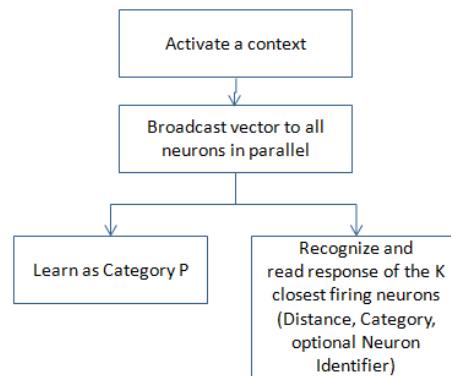 Activate a context
Broadcast vector to all
neurons in parallel
Learn as Category P
Recognize and
read response of the K
closest firing neurons
(Distance, Category,
optional Neuron
Identifier)